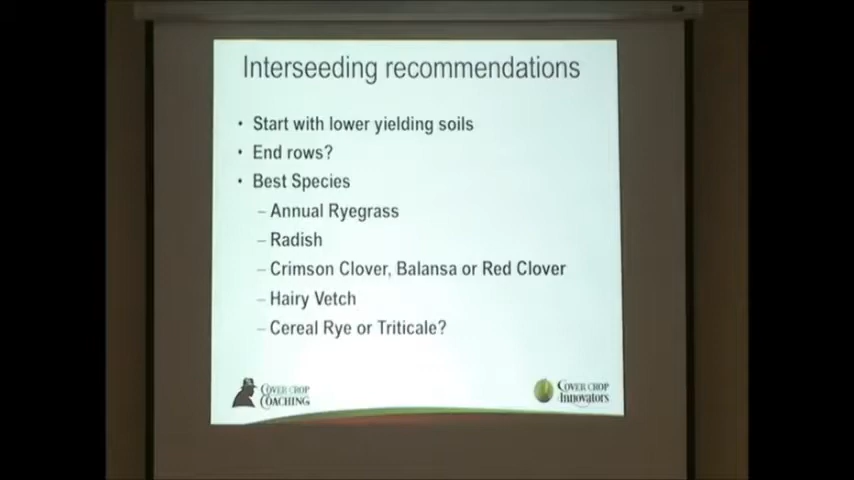 Interseeding recommendations
• Start with lower yielding soils
• End rows?
• Best Species
– Annual Ryegrass
– Radish
– Crimson Clover, Balansa or Red Clover
– Hairy Vetch
– Cereal Rye or Triticale?
COVER CROP
COACHING
COVER CROP
Innovators